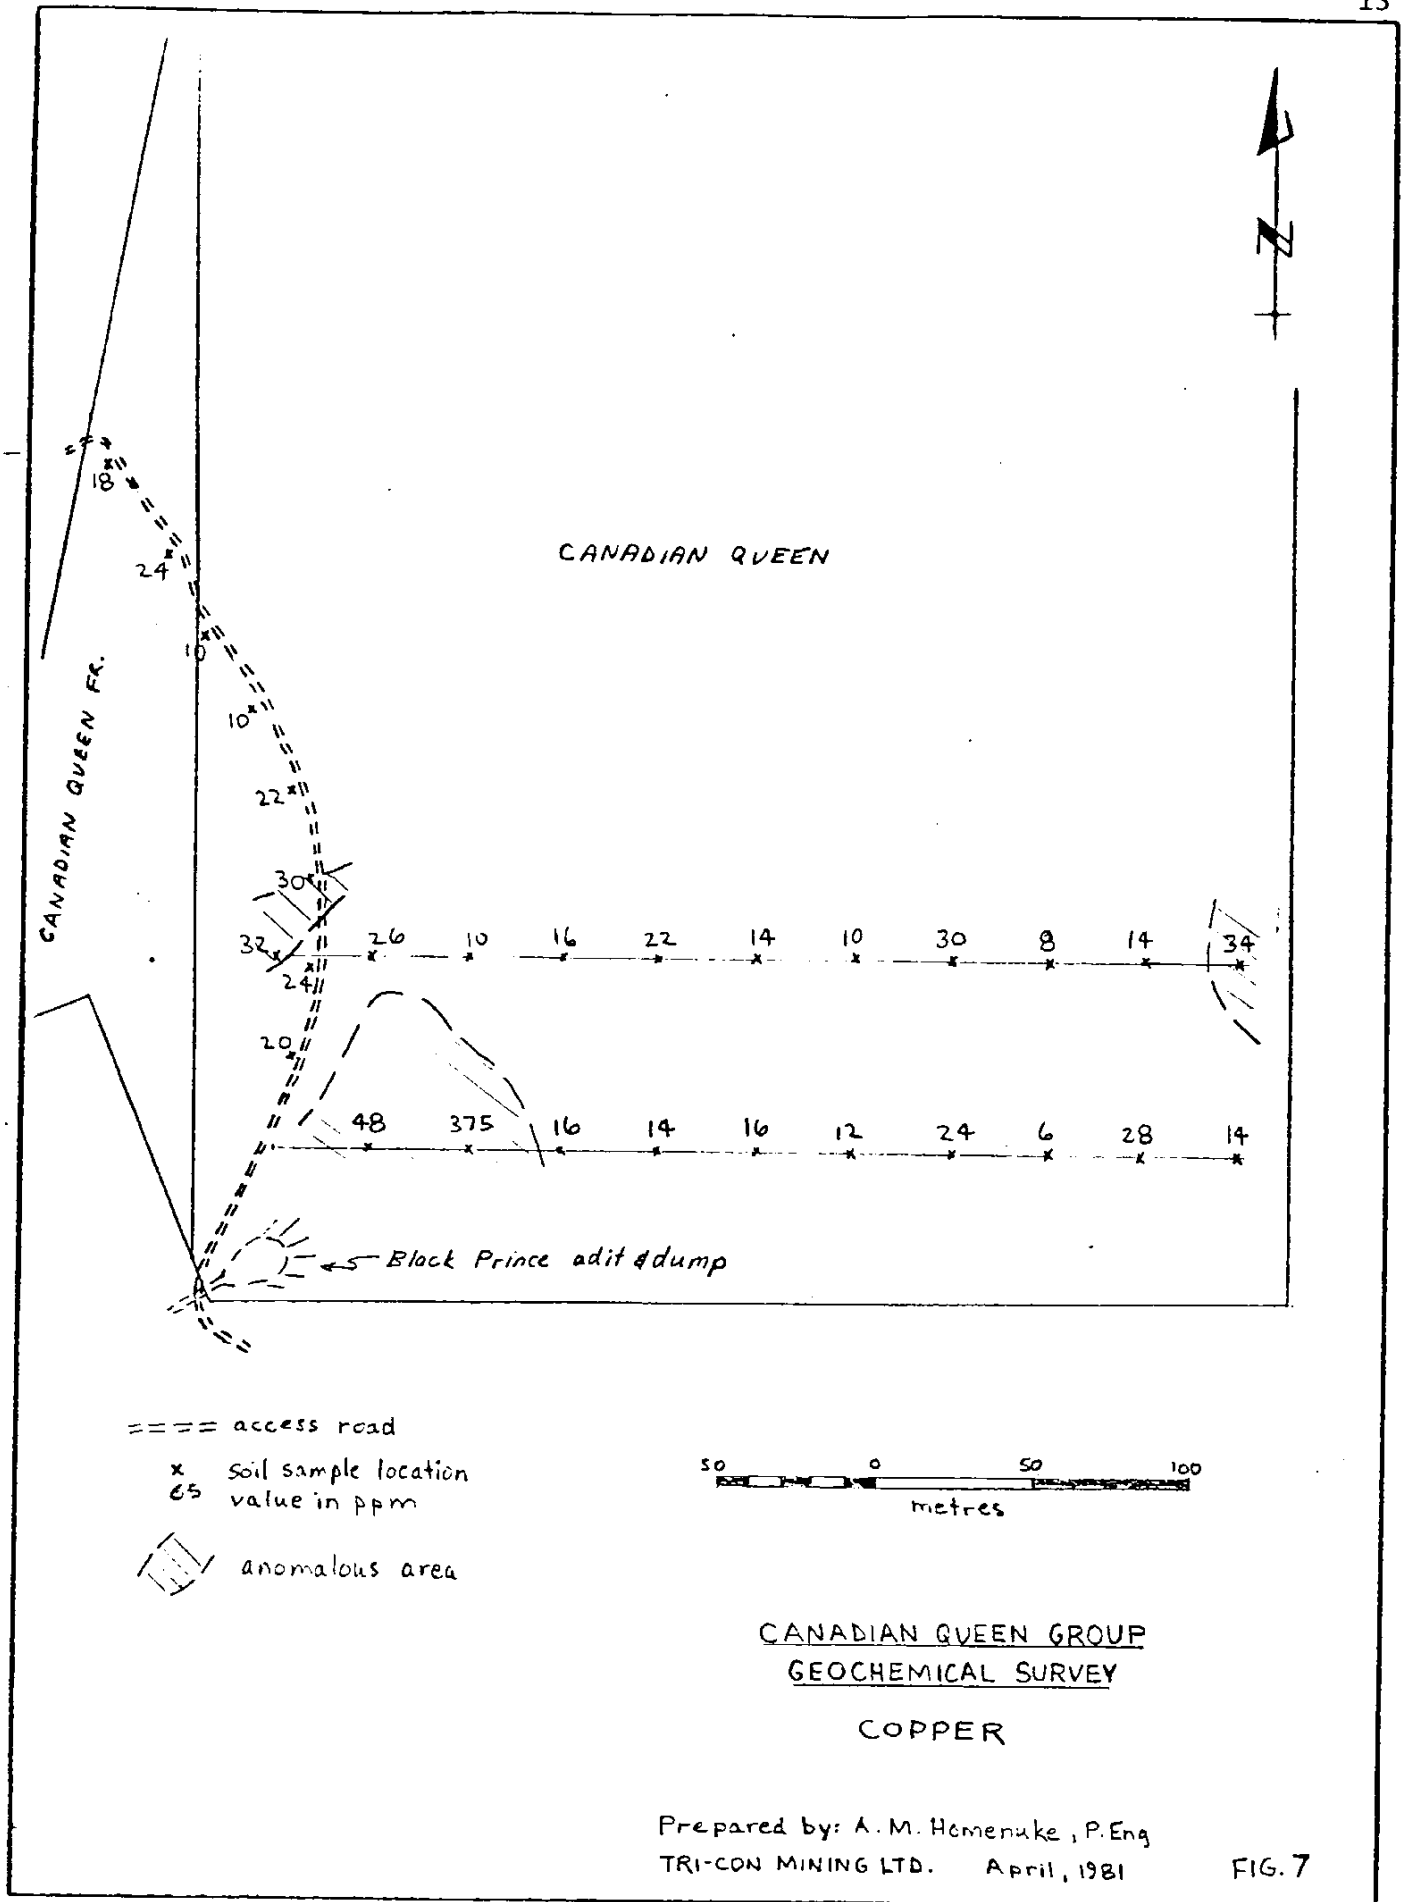 13
N
18
24
CANADIAN QUEEN
10
10
CANADIAN QUEEN FR.
22
30
32 26 10 16 22 14 10 30 8 14 34
24
20
48 375 16 14 16 12 24 6 28 14
Black Prince adit & dump
==== access road
x soil sample location
65 value in ppm
anomalous area
50 0 50 100
metres
CANADIAN QUEEN GROUP
GEOCHEMICAL SURVEY
COPPER
Prepared by: A. M. Homenuke, P. Eng
TRI-CON MINING LTD. April, 1981
FIG. 7